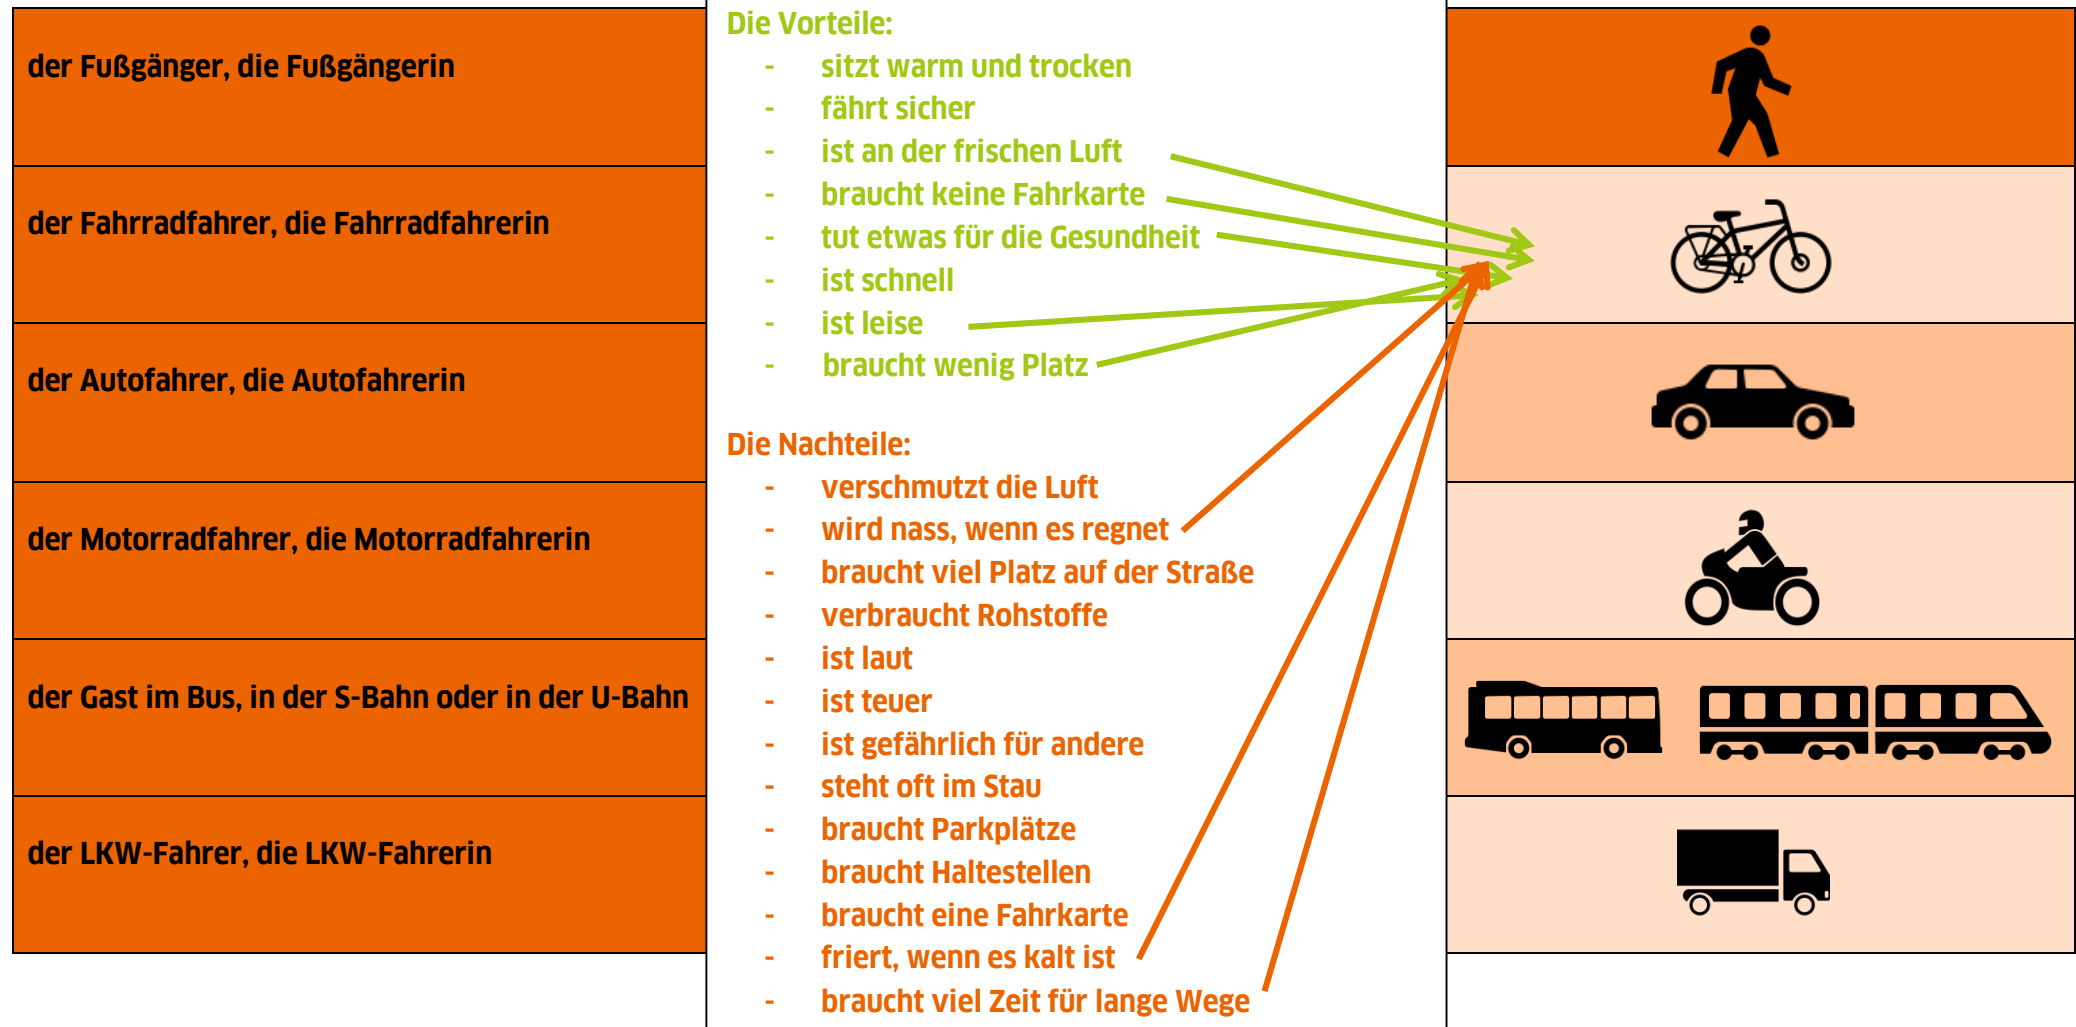 der Fußgänger, die Fußgängerin
der Fahrradfahrer, die Fahrradfahrerin
der Autofahrer, die Autofahrerin
der Motorradfahrer, die Motorradfahrerin
der Gast im Bus, in der S-Bahn oder in der U-Bahn
der LKW-Fahrer, die LKW-Fahrerin
Die Vorteile:
- sitzt warm und trocken
- fährt sicher
- ist an der frischen Luft
- braucht keine Fahrkarte
- tut etwas für die Gesundheit
- ist schnell
- ist leise
- braucht wenig Platz
Die Nachteile:
- verschmutzt die Luft
- wird nass, wenn es regnet
- braucht viel Platz auf der Straße
- verbraucht Rohstoffe
- ist laut
- ist teuer
- ist gefährlich für andere
- steht oft im Stau
- braucht Parkplätze
- braucht Haltestellen
- braucht eine Fahrkarte
- friert, wenn es kalt ist
- braucht viel Zeit für lange Wege